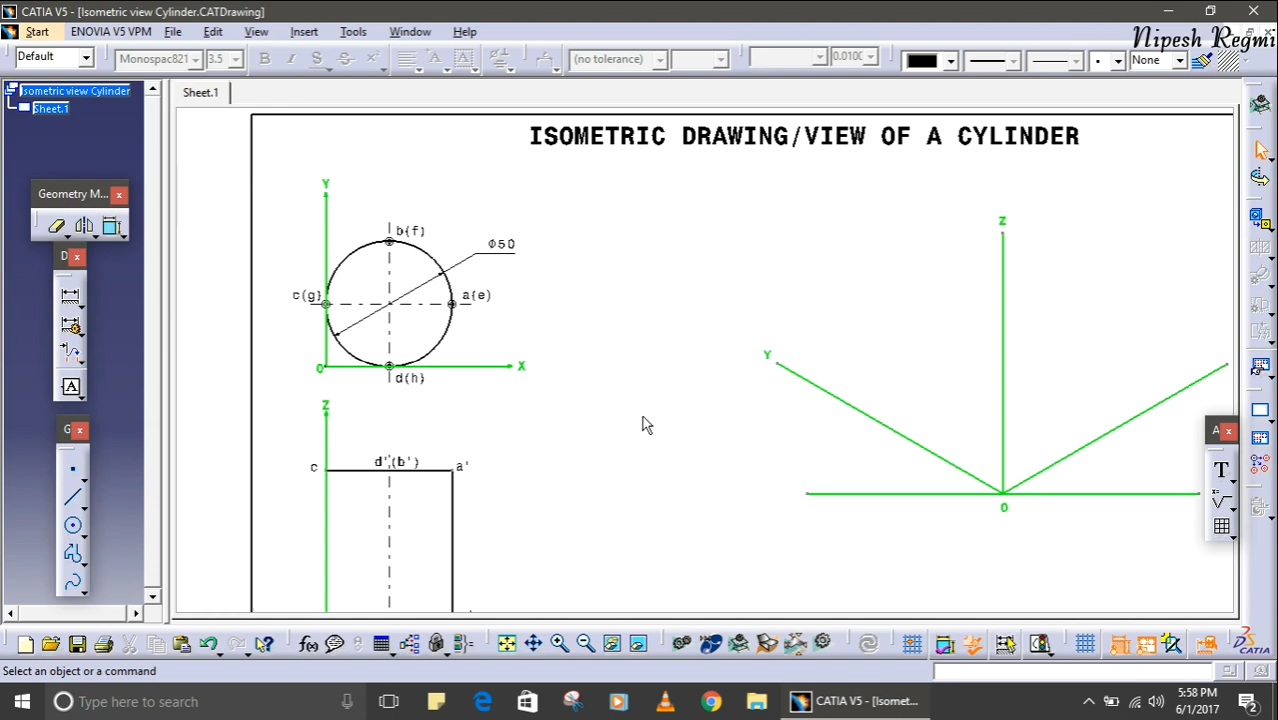 CATIA V5 - [Isometric view Cylinder.CATDrawing]
Start ENOVIA V5 VPM File Edit View Insert Tools Window Help
Nipesh Regmi
Default Monospac821 3.5 B I S S (no tolerance) 0.010( None
Isometric view Cylinder
Sheet.1
Sheet.1
ISOMETRIC DRAWING/VIEW OF A CYLINDER
Geometry M...
D
G
A
Y
b(f)
Φ50
c(g)
a(e)
O
X
d(h)
Z
c
d'(b')
a'
Z
Y
O
Select an object or a command
CATIA
Type here to search
CATIA V5 - [Isomet...
5:58 PM
6/1/2017
2